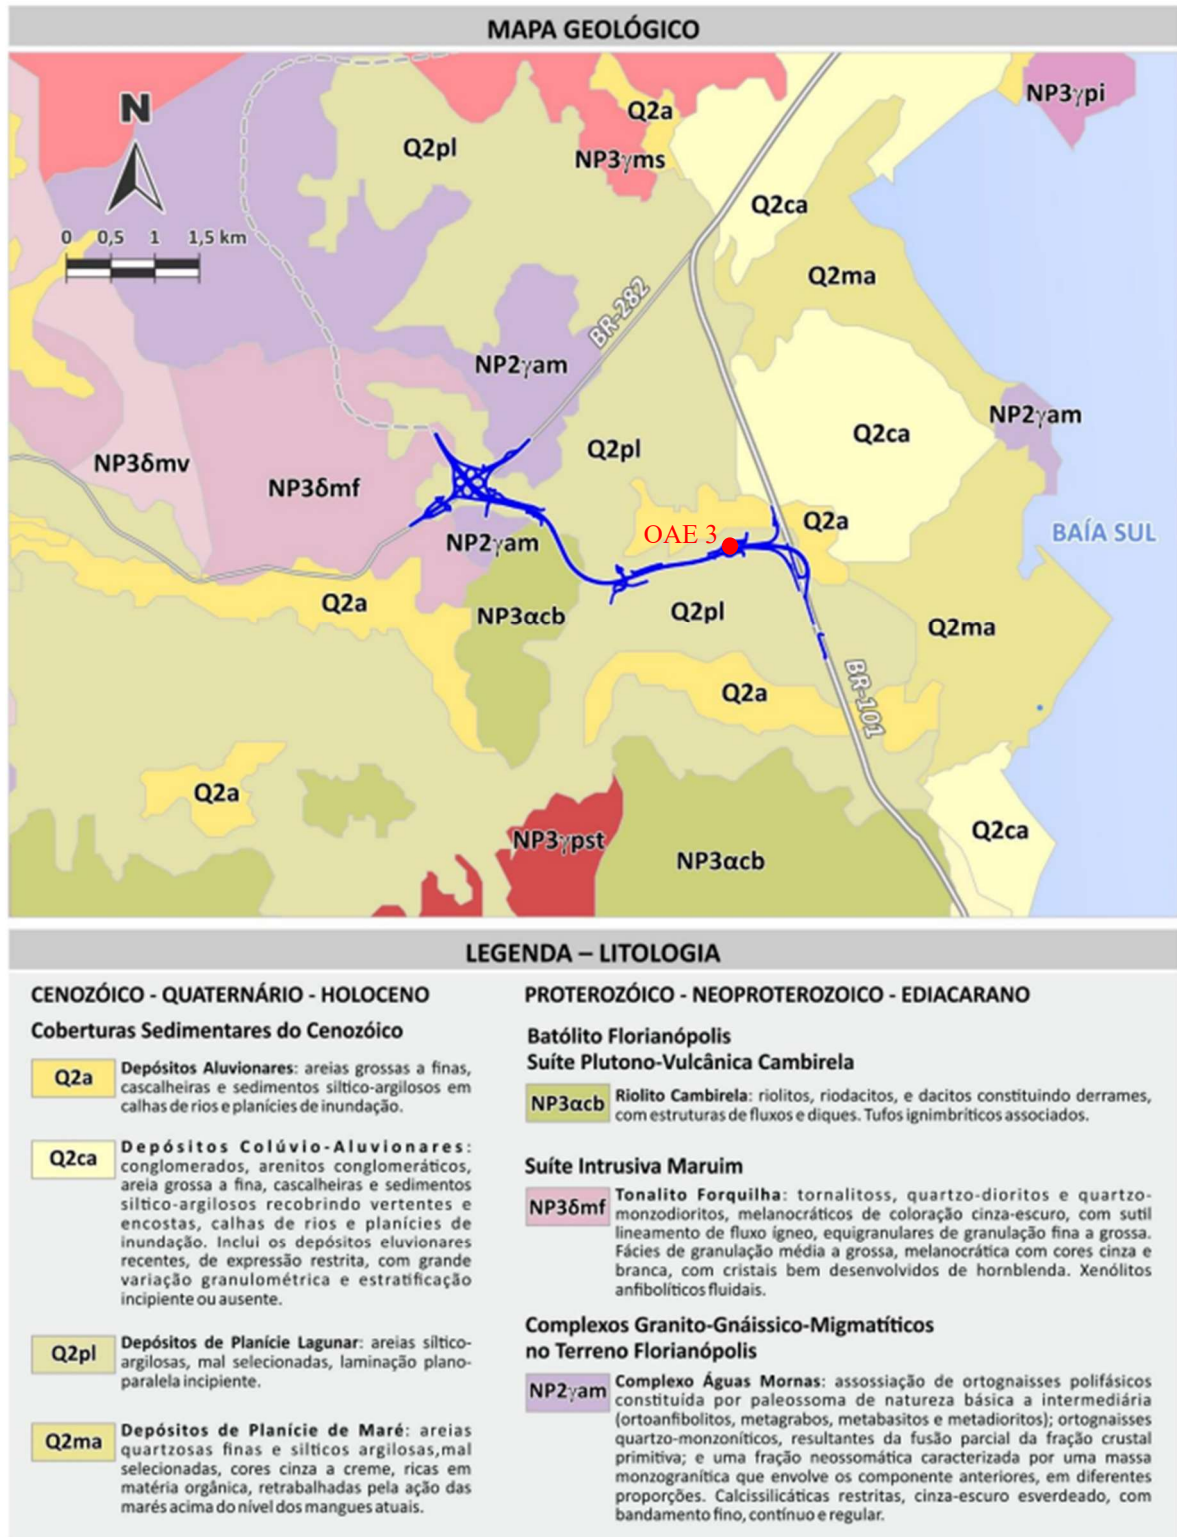 MAPA GEOLÓGICO
N
0 0,5 1 1,5 km
Q2pl
Q2a
NP3γms
NP3γpi
Q2ca
Q2ma
BR-282
NP2γam
NP2γam
Q2ca
Q2pl
NP3δmv
NP3δmf
OAE 3
Q2a
BAÍA SUL
NP2γam
Q2a
NP3αcb
Q2pl
Q2ma
Q2a
BR-101
Q2a
Q2ca
NP3γpst
NP3αcb
LEGENDA – LITOLOGIA
CENOZÓICO - QUATERNÁRIO - HOLOCENO
Coberturas Sedimentares do Cenozóico
Q2a
Depósitos Aluvionares: areias grossas a finas,
cascalheiras e sedimentos siltico-argilosos em
calhas de rios e planícies de inundação.
Q2ca
Depósitos Colúvio-Aluvionares:
conglomerados, arenitos conglomeráticos,
areia grossa a fina, cascalheiras e sedimentos
siltico-argilosos recobrindo vertentes e
encostas, calhas de rios e planícies de
inundação. Inclui os depósitos eluvionares
recentes, de expressão restrita, com grande
variação granulométrica e estratificação
incipiente ou ausente.
Q2pl
Depósitos de Planície Lagunar: areias síltico-
argilosas, mal selecionadas, laminação plano-
paralela incipiente.
Q2ma
Depósitos de Planície de Maré: areias
quartzosas finas e silticos argilosas,mal
selecionadas, cores cinza a creme, ricas em
matéria orgânica, retrabalhadas pela ação das
marés acima do nível dos mangues atuais.
PROTEROZÓICO - NEOPROTEROZOICO - EDIACARANO
Batólito Florianópolis
Suíte Plutono-Vulcânica Cambirela
NP3αcb
Riolito Cambirela: riolitos, riodacitos, e dacitos constituindo derrames,
com estruturas de fluxos e diques. Tufos ignimbríticos associados.
Suíte Intrusiva Maruim
NP3δmf
Tonalito Forquilha: tornalitoss, quartzo-dioritos e quartzo-
monzodioritos, melanocráticos de coloração cinza-escuro, com sutil
lineamento de fluxo ígneo, equigranulares de granulação fina a grossa.
Fácies de granulação média a grossa, melanocrática com cores cinza e
branca, com cristais bem desenvolvidos de hornblenda. Xenólitos
anfibolíticos fluidais.
Complexos Granito-Gnáissico-Migmatíticos
no Terreno Florianópolis
NP2γam
Complexo Águas Mornas: assossiação de ortognaisses polifásicos
constituída por paleossoma de natureza básica a intermediária
(ortoanfibolitos, metagrabos, metabasitos e metadioritos); ortognaisses
quartzo-monzoníticos, resultantes da fusão parcial da fração crustal
primitiva; e uma fração neossomática caracterizada por uma massa
monzogranítica que envolve os componente anteriores, em diferentes
proporções. Calcissilicáticas restritas, cinza-escuro esverdeado, com
bandamento fino, contínuo e regular.